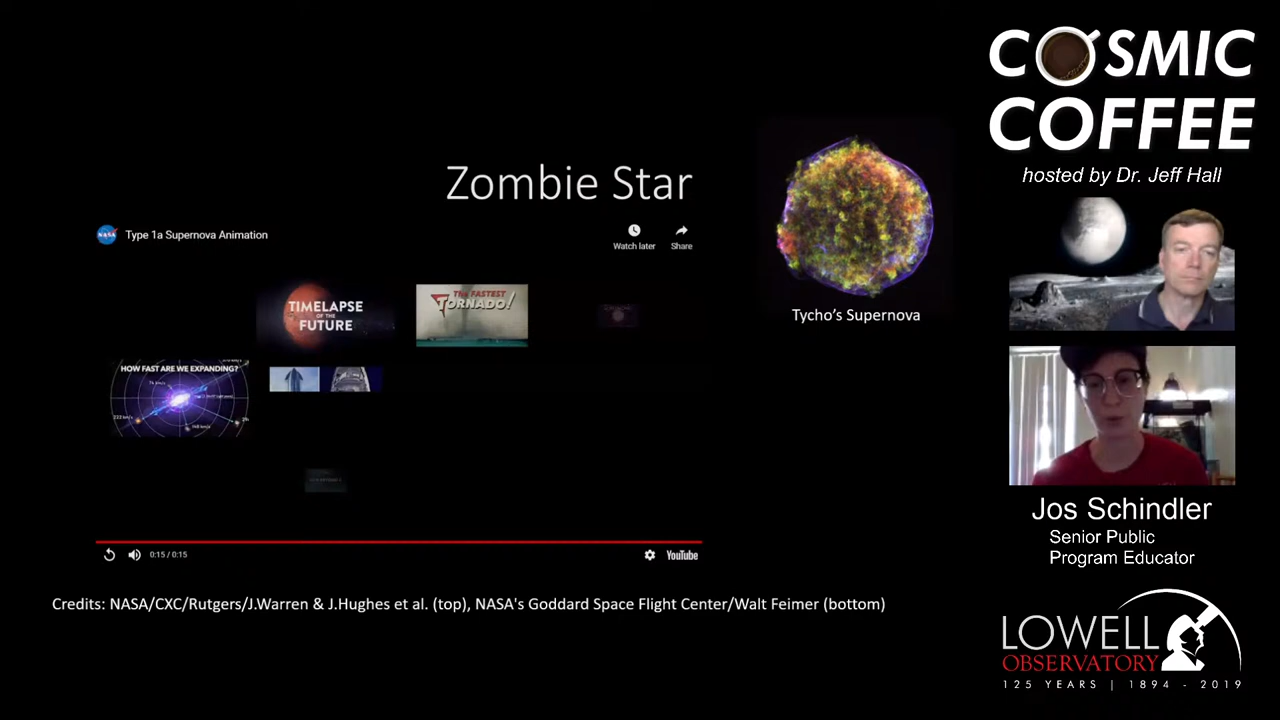 COSMIC
COFFEE
hosted by Dr. Jeff Hall
Zombie Star
Type 1a Supernova Animation
Watch later
Share
TIMELAPSE
OF THE
FUTURE
The FASTEST
TORNADO!
Tycho's Supernova
HOW FAST ARE WE EXPANDING?
0:15 / 0:15
YouTube
Credits: NASA/CXC/Rutgers/J.Warren & J.Hughes et al. (top), NASA's Goddard Space Flight Center/Walt Feimer (bottom)
Jos Schindler
Senior Public
Program Educator
LOWELL
OBSERVATORY
125 YEARS | 1894 - 2019